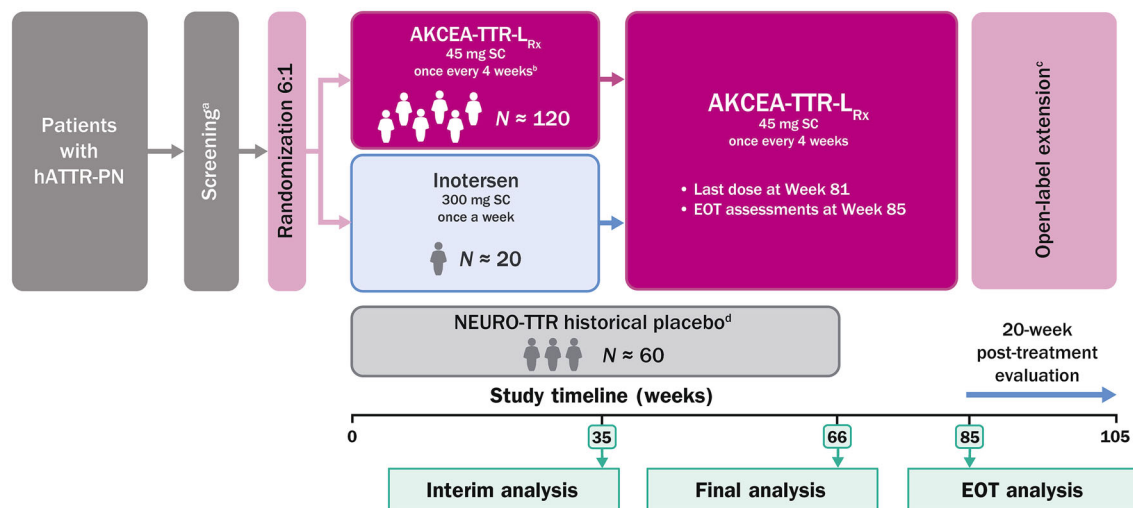 Patients
with
hATTR-PN
Screeningᵃ
Randomization 6:1
AKCEA-TTR-L_Rx
45 mg SC
once every 4 weeksᵇ
N ≈ 120
Inotersen
300 mg SC
once a week
N ≈ 20
AKCEA-TTR-L_Rx
45 mg SC
once every 4 weeks
• Last dose at Week 81
• EOT assessments at Week 85
Open-label extensionᶜ
NEURO-TTR historical placeboᵈ
N ≈ 60
20-week
post-treatment
evaluation
Study timeline (weeks)
0
35
66
85
105
Interim analysis
Final analysis
EOT analysis